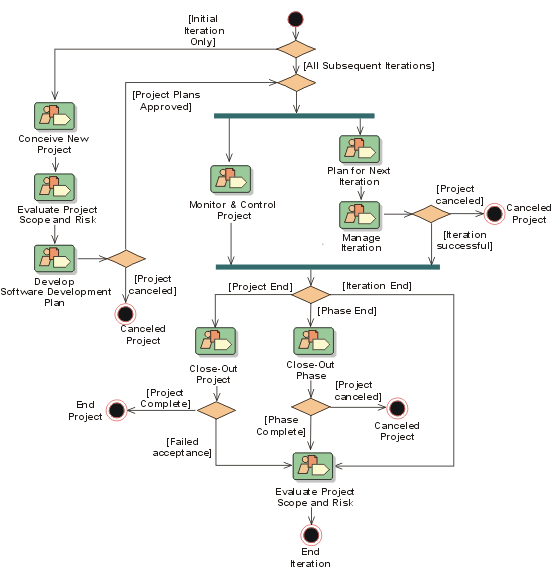 [Initial
Iteration
Only]
[All Subsequent Iterations]
[Project Plans
Approved]
Conceive New
Project
Plan for Next
Iteration
Monitor & Control
Project
[Project
canceled]
Evaluate Project
Scope and Risk
Canceled
Project
Manage
Iteration
[Iteration
successful]
Develop
Software Development
Plan
[Project
canceled]
Canceled
Project
[Project End]
[Iteration End]
[Phase End]
Close-Out
Project
Close-Out
Phase
[Project
Complete]
[Project
canceled]
End
Project
[Phase
Complete]
Canceled
Project
[Failed
acceptance]
Evaluate Project
Scope and Risk
End
Iteration